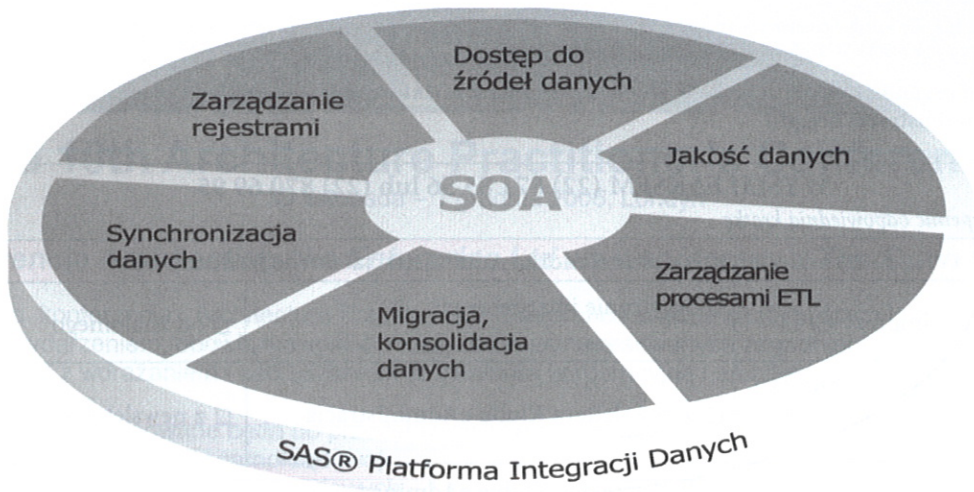 Dostęp do
źródeł danych
Zarządzanie
rejestrami
Jakość danych
SOA
Synchronizacja
danych
Zarządzanie
procesami ETL
Migracja,
konsolidacja
danych
SAS® Platforma Integracji Danych